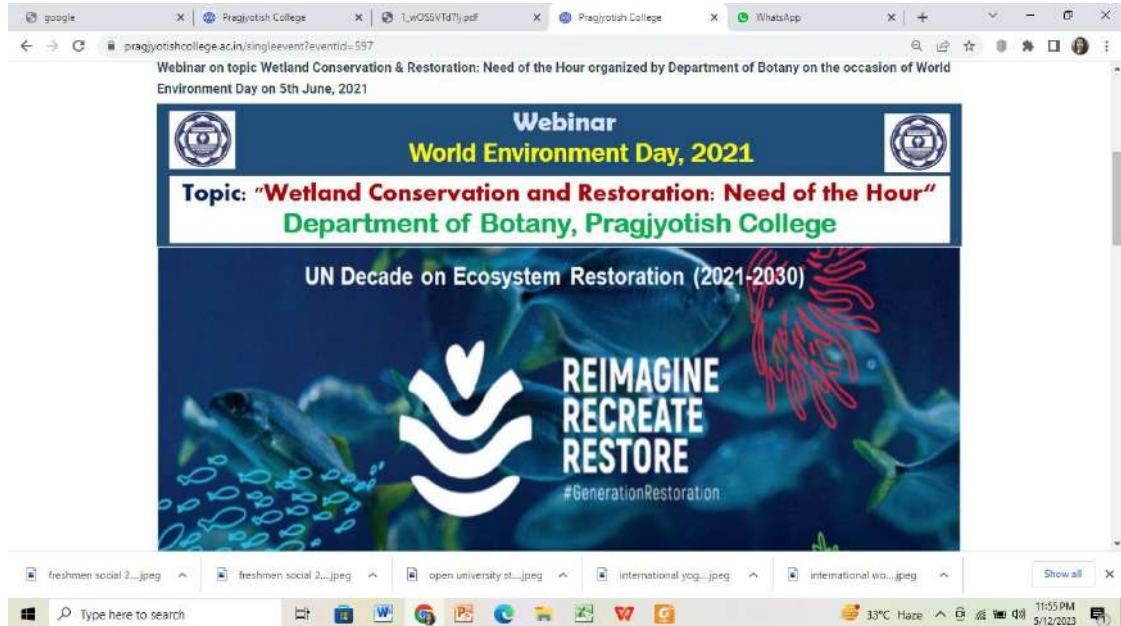 google
Pragjyotish College
1_wOSSVTd7lj.pdf
Pragjyotish College
WhatsApp
pragjyotishcollege.ac.in/singleevent?eventid=597
Webinar on topic Wetland Conservation & Restoration: Need of the Hour organized by Department of Botany on the occasion of World
Environment Day on 5th June, 2021
Webinar
World Environment Day, 2021
Topic: "Wetland Conservation and Restoration: Need of the Hour"
Department of Botany, Pragjyotish College
UN Decade on Ecosystem Restoration (2021-2030)
REIMAGINE
RECREATE
RESTORE
#GenerationRestoration
freshmen social 2....jpeg
freshmen social 2....jpeg
open university st....jpeg
international yog....jpeg
international wo....jpeg
Show all
Type here to search
33°C Haze
11:55 PM
5/12/2023